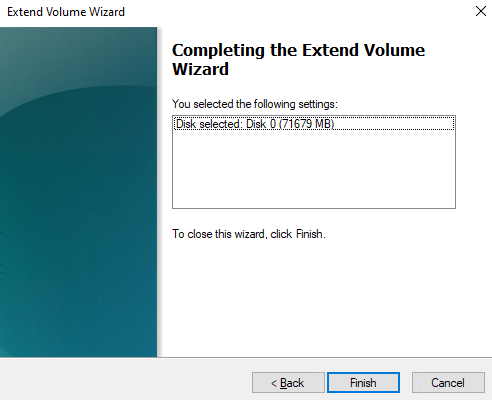 Extend Volume Wizard
Completing the Extend Volume
Wizard
You selected the following settings:
Disk selected: Disk 0 (71679 MB)
To close this wizard, click Finish.
< Back
Finish
Cancel